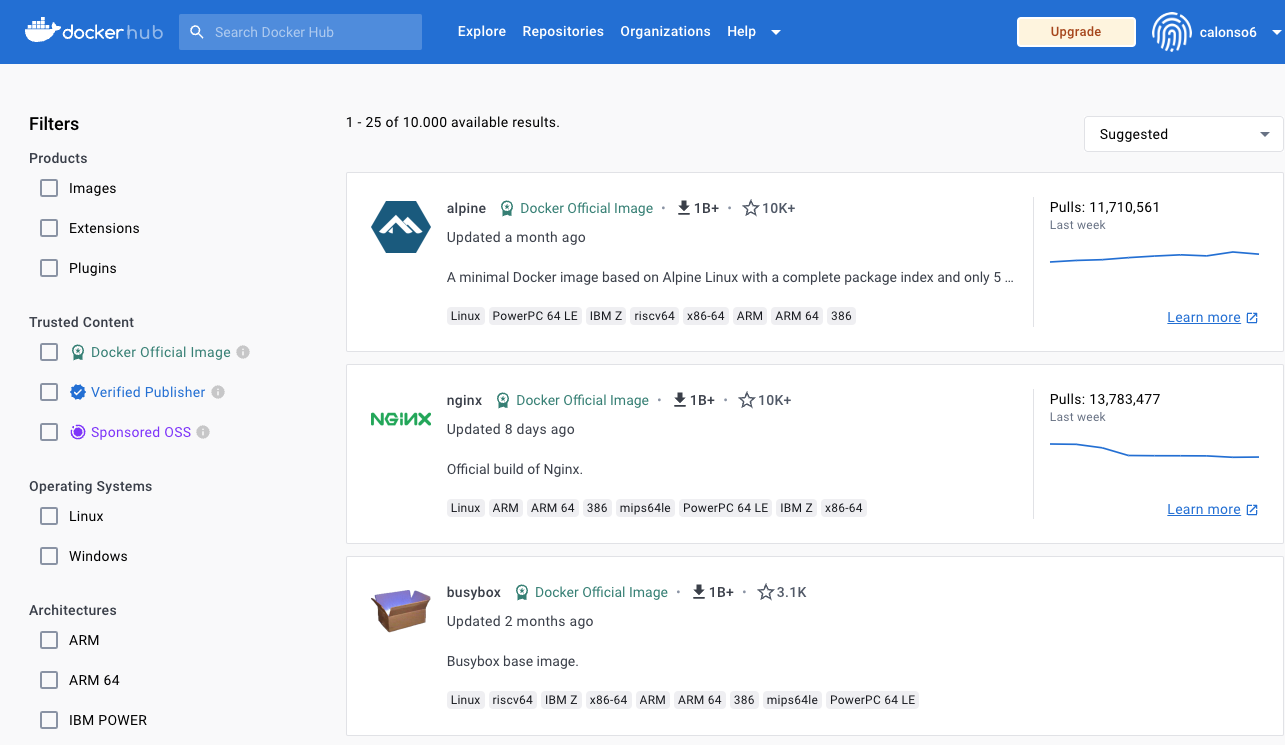 docker hub
Search Docker Hub
Explore
Repositories
Organizations
Help
Upgrade
calonso6
Filters
Products
Images
Extensions
Plugins
Trusted Content
Docker Official Image
Verified Publisher
Sponsored OSS
Operating Systems
Linux
Windows
Architectures
ARM
ARM 64
IBM POWER
1 - 25 of 10.000 available results.
Suggested
alpine Docker Official Image • 1B+ • 10K+
Updated a month ago
A minimal Docker image based on Alpine Linux with a complete package index and only 5 ...
Linux PowerPC 64 LE IBM Z riscv64 x86-64 ARM ARM 64 386
Pulls: 11,710,561
Last week
Learn more
NGINX
nginx Docker Official Image • 1B+ • 10K+
Updated 8 days ago
Official build of Nginx.
Linux ARM ARM 64 386 mips64le PowerPC 64 LE IBM Z x86-64
Pulls: 13,783,477
Last week
Learn more
busybox Docker Official Image • 1B+ • 3.1K
Updated 2 months ago
Busybox base image.
Linux riscv64 IBM Z x86-64 ARM ARM 64 386 mips64le PowerPC 64 LE